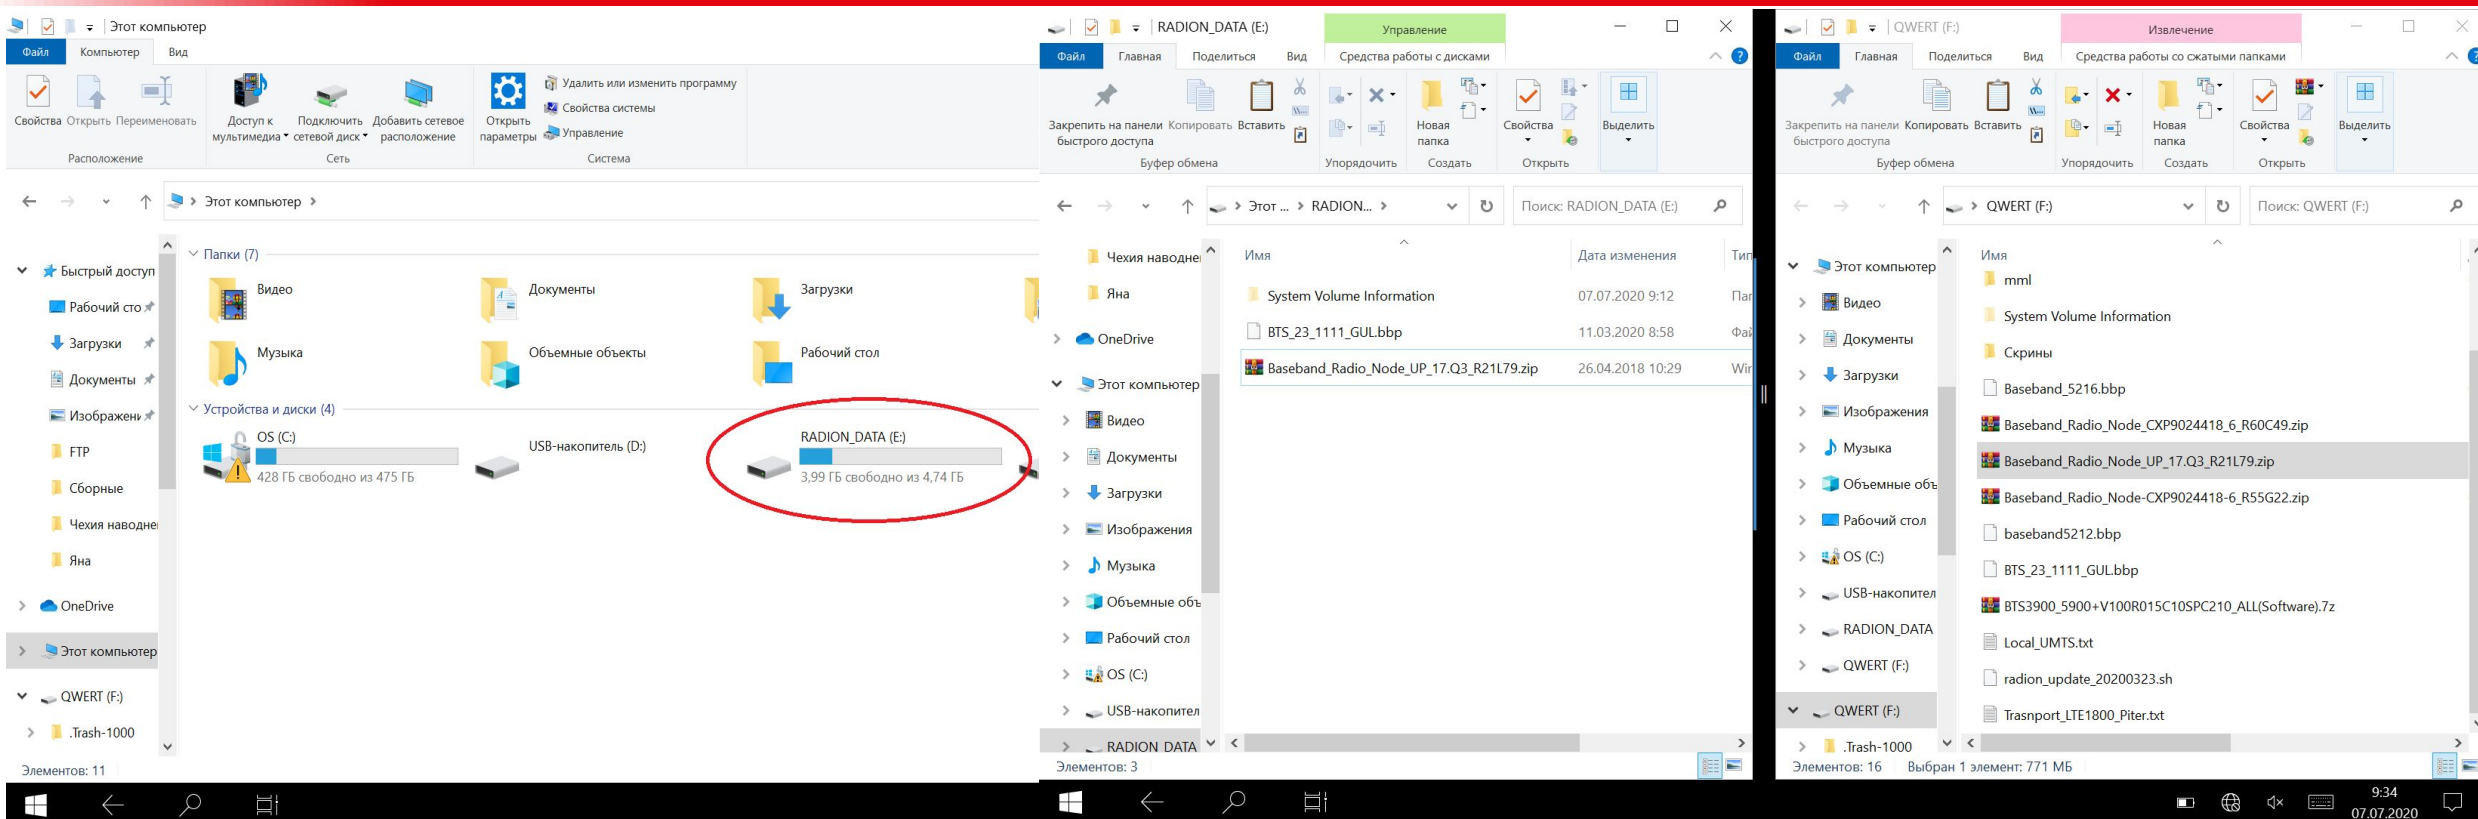 Этот компьютер
Файл Компьютер Вид
Свойства Открыть Переименовать
Доступ к мультимедиа
Подключить сетевой диск
Добавить сетевое расположение
Открыть параметры
Удалить или изменить программу
Свойства системы
Управление
Расположение Сеть Система
Этот компьютер
Быстрый доступ
Рабочий сто
Загрузки
Документы
Изображени
FTP
Сборные
Чехия наводне
Яна
OneDrive
Этот компьютер
QWERT (F:)
.Trash-1000
Папки (7)
Видео
Документы
Загрузки
Музыка
Объемные объекты
Рабочий стол
Устройства и диски (4)
OS (C:)
428 ГБ свободно из 475 ГБ
USB-накопитель (D:)
RADION_DATA (E:)
3,99 ГБ свободно из 4,74 ГБ
Элементов: 11
RADION_DATA (E:)
Управление
Файл Главная Поделиться Вид Средства работы с дисками
Закрепить на панели быстрого доступа
Копировать Вставить
Новая папка
Свойства
Выделить
Буфер обмена Упорядочить Создать Открыть
Этот ... RADION...
Поиск: RADION_DATA (E:)
Чехия наводне
Яна
OneDrive
Этот компьютер
Видео
Документы
Загрузки
Изображения
Музыка
Объемные объ
Рабочий стол
OS (C:)
USB-накопител
RADION DATA
Имя Дата изменения Тип
System Volume Information 07.07.2020 9:12 Пап
BTS_23_1111_GUL.bbp 11.03.2020 8:58 Фай
Baseband_Radio_Node_UP_17.Q3_R21L79.zip 26.04.2018 10:29 Wir
Элементов: 3
QWERT (F:)
Извлечение
Файл Главная Поделиться Вид Средства работы со сжатыми папками
Закрепить на панели быстрого доступа
Копировать Вставить
Новая папка
Свойства
Выделить
Буфер обмена Упорядочить Создать Открыть
QWERT (F:)
Поиск: QWERT (F:)
Этот компьютер
Видео
Документы
Загрузки
Изображения
Музыка
Объемные объ
Рабочий стол
OS (C:)
USB-накопител
RADION_DATA
QWERT (F:)
QWERT (F:)
.Trash-1000
Имя
mml
System Volume Information
Скрины
Baseband_5216.bbp
Baseband_Radio_Node_CXP9024418_6_R60C49.zip
Baseband_Radio_Node_UP_17.Q3_R21L79.zip
Baseband_Radio_Node-CXP9024418-6_R55G22.zip
baseband5212.bbp
BTS_23_1111_GUL.bbp
BTS3900_5900+V100R015C10SPC210_ALL(Software).7z
Local_UMTS.txt
radion_update_20200323.sh
Trasnport_LTE1800_Piter.txt
Элементов: 16 Выбран 1 элемент: 771 МБ
9:34
07.07.2020